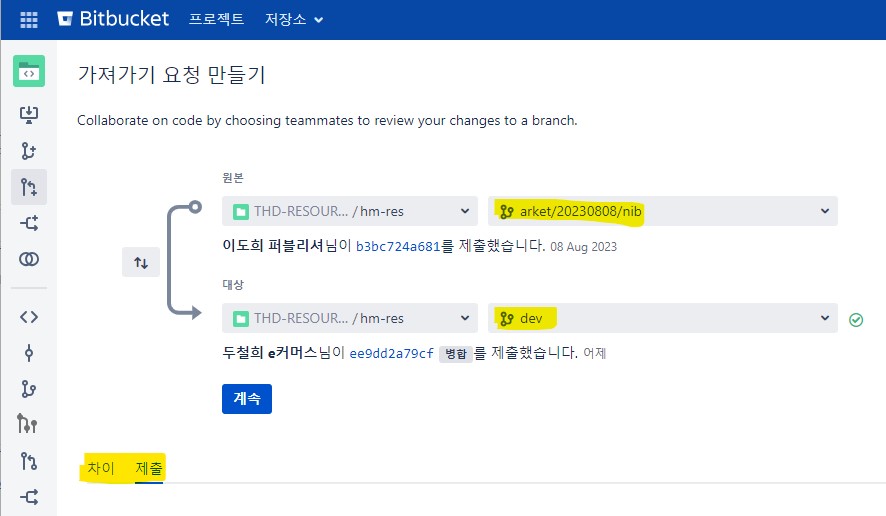 Bitbucket 프로젝트 저장소
가져가기 요청 만들기
Collaborate on code by choosing teammates to review your changes to a branch.
원본
THD-RESOUR... / hm-res arket/20230808/nib
이도희 퍼블리셔님이 b3bc724a681를 제출했습니다. 08 Aug 2023
대상
THD-RESOUR... / hm-res dev
두철희 e커머스님이 ee9dd2a79cf 병합 를 제출했습니다. 어제
계속
차이 제출